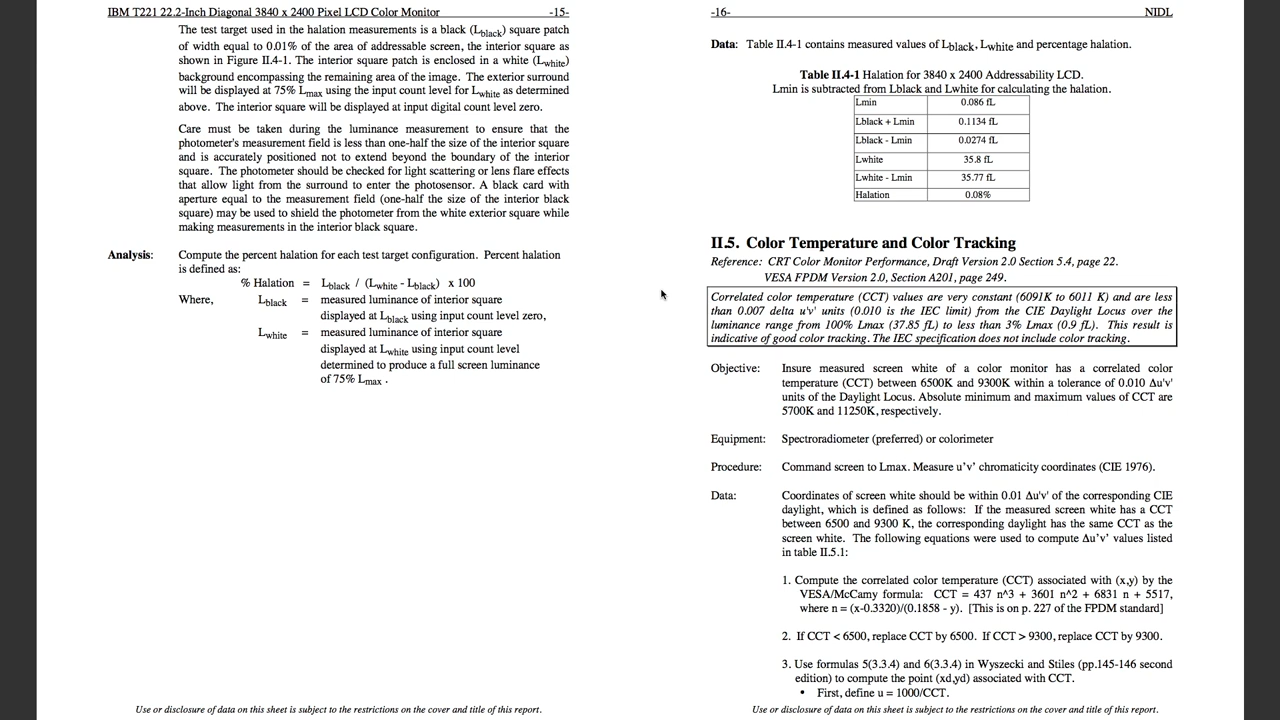 IBM T221 22.2-Inch Diagonal 3840 x 2400 Pixel LCD Color Monitor -15-
The test target used in the halation measurements is a black (Lblack) square patch
of width equal to 0.01% of the area of addressable screen, the interior square as
shown in Figure II.4-1. The interior square patch is enclosed in a white (Lwhite)
background encompassing the remaining area of the image. The exterior surround
will be displayed at 75% Lmax using the input count level for Lwhite as determined
above. The interior square will be displayed at input digital count level zero.
Care must be taken during the luminance measurement to ensure that the
photometer's measurement field is less than one-half the size of the interior square
and is accurately positioned not to extend beyond the boundary of the interior
square. The photometer should be checked for light scattering or lens flare effects
that allow light from the surround to enter the photosensor. A black card with
aperture equal to the measurement field (one-half the size of the interior black
square) may be used to shield the photometer from the white exterior square while
making measurements in the interior black square.
Analysis: Compute the percent halation for each test target configuration. Percent halation
is defined as:
% Halation = Lblack / (Lwhite - Lblack) x 100
Where, Lblack = measured luminance of interior square
displayed at Lblack using input count level zero,
Lwhite = measured luminance of interior square
displayed at Lwhite using input count level
determined to produce a full screen luminance
of 75% Lmax .
Use or disclosure of data on this sheet is subject to the restrictions on the cover and title of this report.
-16- NIDL
Data: Table II.4-1 contains measured values of Lblack, Lwhite and percentage halation.
Table II.4-1 Halation for 3840 x 2400 Addressability LCD.
Lmin is subtracted from Lblack and Lwhite for calculating the halation.
Lmin 0.086 fL
Lblack + Lmin 0.1134 fL
Lblack - Lmin 0.0274 fL
Lwhite 35.8 fL
Lwhite - Lmin 35.77 fL
Halation 0.08%
II.5. Color Temperature and Color Tracking
Reference: CRT Color Monitor Performance, Draft Version 2.0 Section 5.4, page 22.
VESA FPDM Version 2.0, Section A201, page 249.
Correlated color temperature (CCT) values are very constant (6091K to 6011 K) and are less
than 0.007 delta u'v' units (0.010 is the IEC limit) from the CIE Daylight Locus over the
luminance range from 100% Lmax (37.85 fL) to less than 3% Lmax (0.9 fL). This result is
indicative of good color tracking. The IEC specification does not include color tracking.
Objective: Insure measured screen white of a color monitor has a correlated color
temperature (CCT) between 6500K and 9300K within a tolerance of 0.010 Δu'v'
units of the Daylight Locus. Absolute minimum and maximum values of CCT are
5700K and 11250K, respectively.
Equipment: Spectroradiometer (preferred) or colorimeter
Procedure: Command screen to Lmax. Measure u’v’ chromaticity coordinates (CIE 1976).
Data: Coordinates of screen white should be within 0.01 Δu'v' of the corresponding CIE
daylight, which is defined as follows: If the measured screen white has a CCT
between 6500 and 9300 K, the corresponding daylight has the same CCT as the
screen white. The following equations were used to compute Δu’v’ values listed
in table II.5.1:
1. Compute the correlated color temperature (CCT) associated with (x,y) by the
VESA/McCamy formula: CCT = 437 n^3 + 3601 n^2 + 6831 n + 5517,
where n = (x-0.3320)/(0.1858 - y). [This is on p. 227 of the FPDM standard]
2. If CCT < 6500, replace CCT by 6500. If CCT > 9300, replace CCT by 9300.
3. Use formulas 5(3.3.4) and 6(3.3.4) in Wyszecki and Stiles (pp.145-146 second
edition) to compute the point (xd,yd) associated with CCT.
• First, define u = 1000/CCT.
Use or disclosure of data on this sheet is subject to the restrictions on the cover and title of this report.